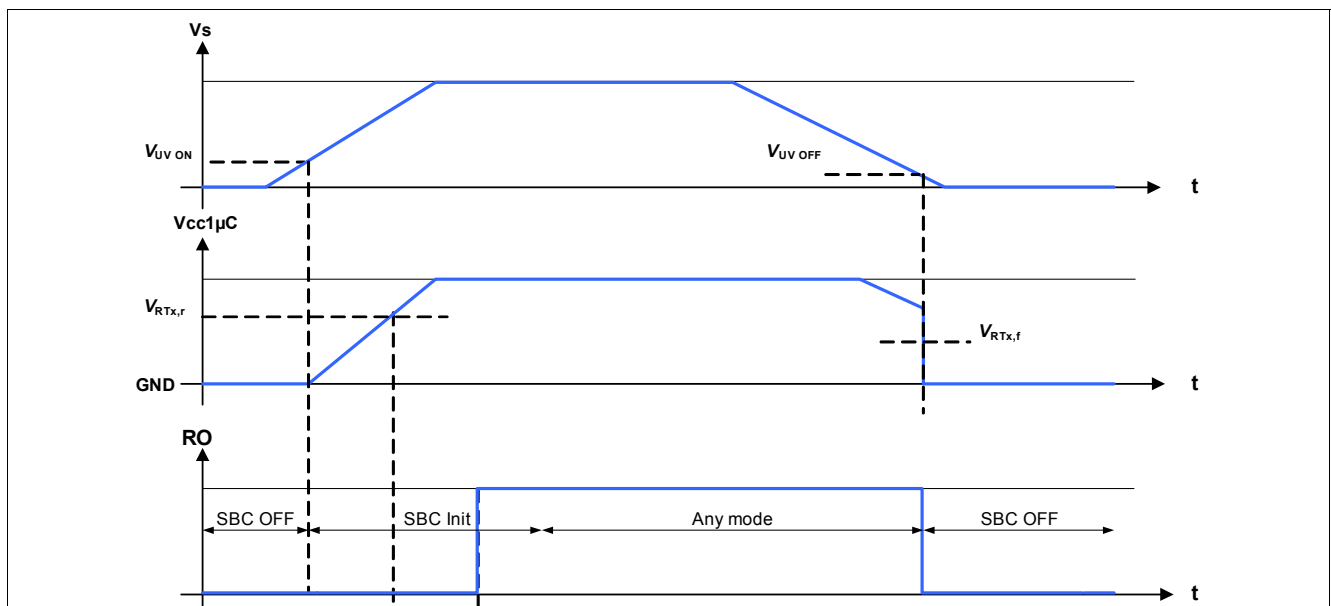 Vs
VUV ON
VUV OFF
t
Vcc1µC
VRTx,r
VRTx,f
GND
t
RO
SBC OFF SBC Init Any mode SBC OFF
t